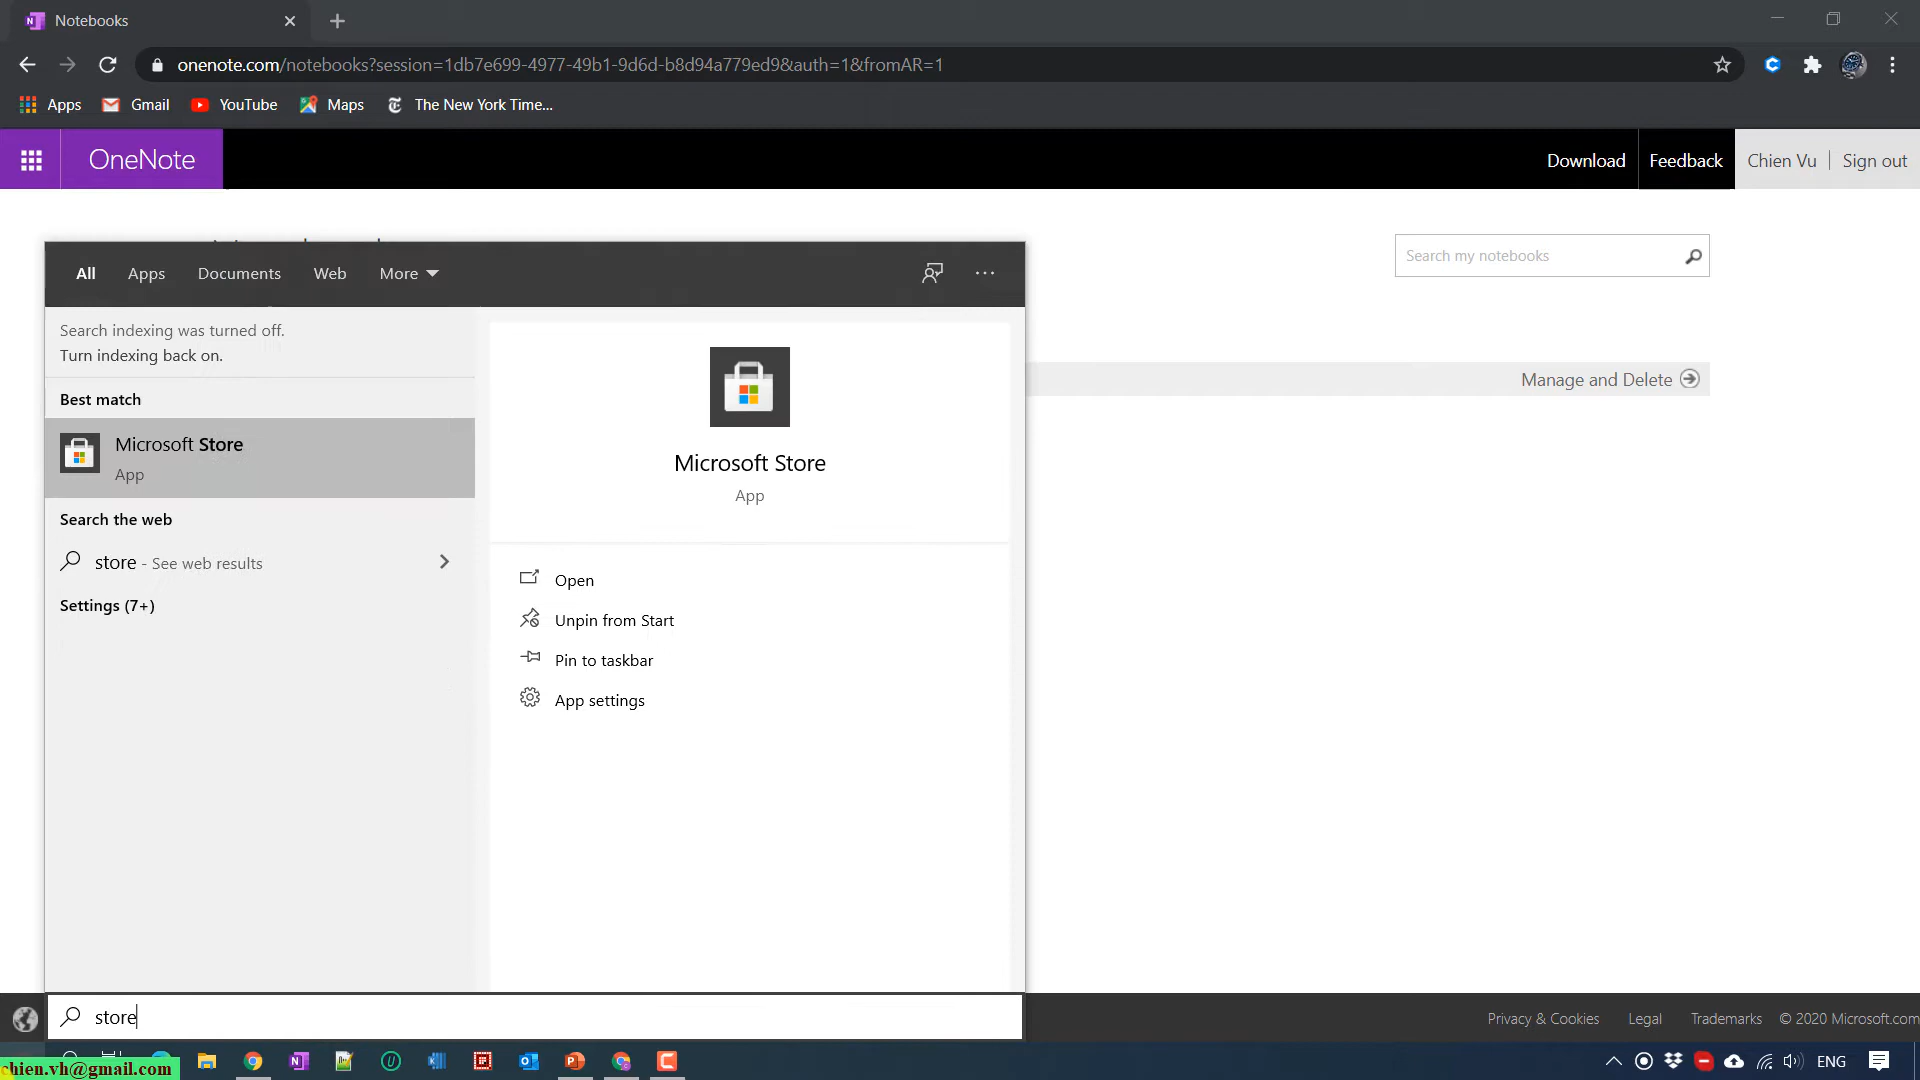 Notebooks
onenote.com/notebooks?session=1db7e699-4977-49b1-9d6d-b8d94a779ed9&auth=1&fromAR=1
Apps Gmail YouTube Maps The New York Time...
OneNote Download Feedback Chien Vu Sign out
Search my notebooks
All Apps Documents Web More
Search indexing was turned off.
Turn indexing back on.
Manage and Delete
Best match
Microsoft Store
App
Microsoft Store
App
Search the web
store - See web results
Settings (7+)
Open
Unpin from Start
Pin to taskbar
App settings
store
Privacy & Cookies Legal Trademarks © 2020 Microsoft.com
chien.vh@gmail.com
ENG